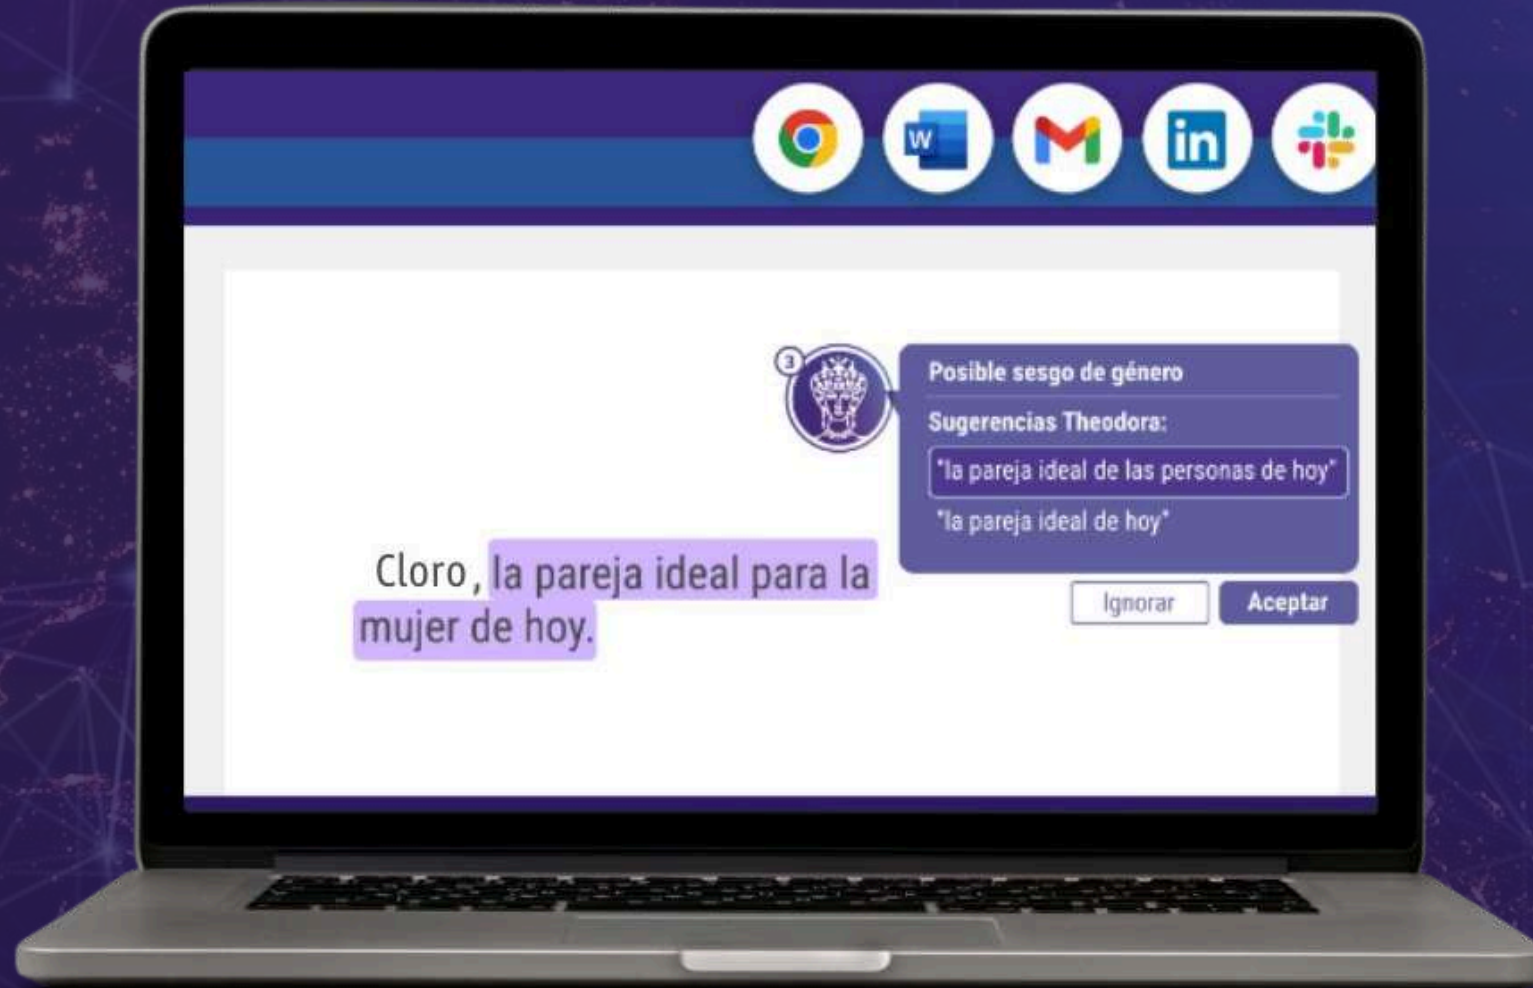 W
in
3
Posible sesgo de género
Sugerencias Theodora:
"la pareja ideal de las personas de hoy"
"la pareja ideal de hoy"
Cloro, la pareja ideal para la
mujer de hoy.
Ignorar
Aceptar